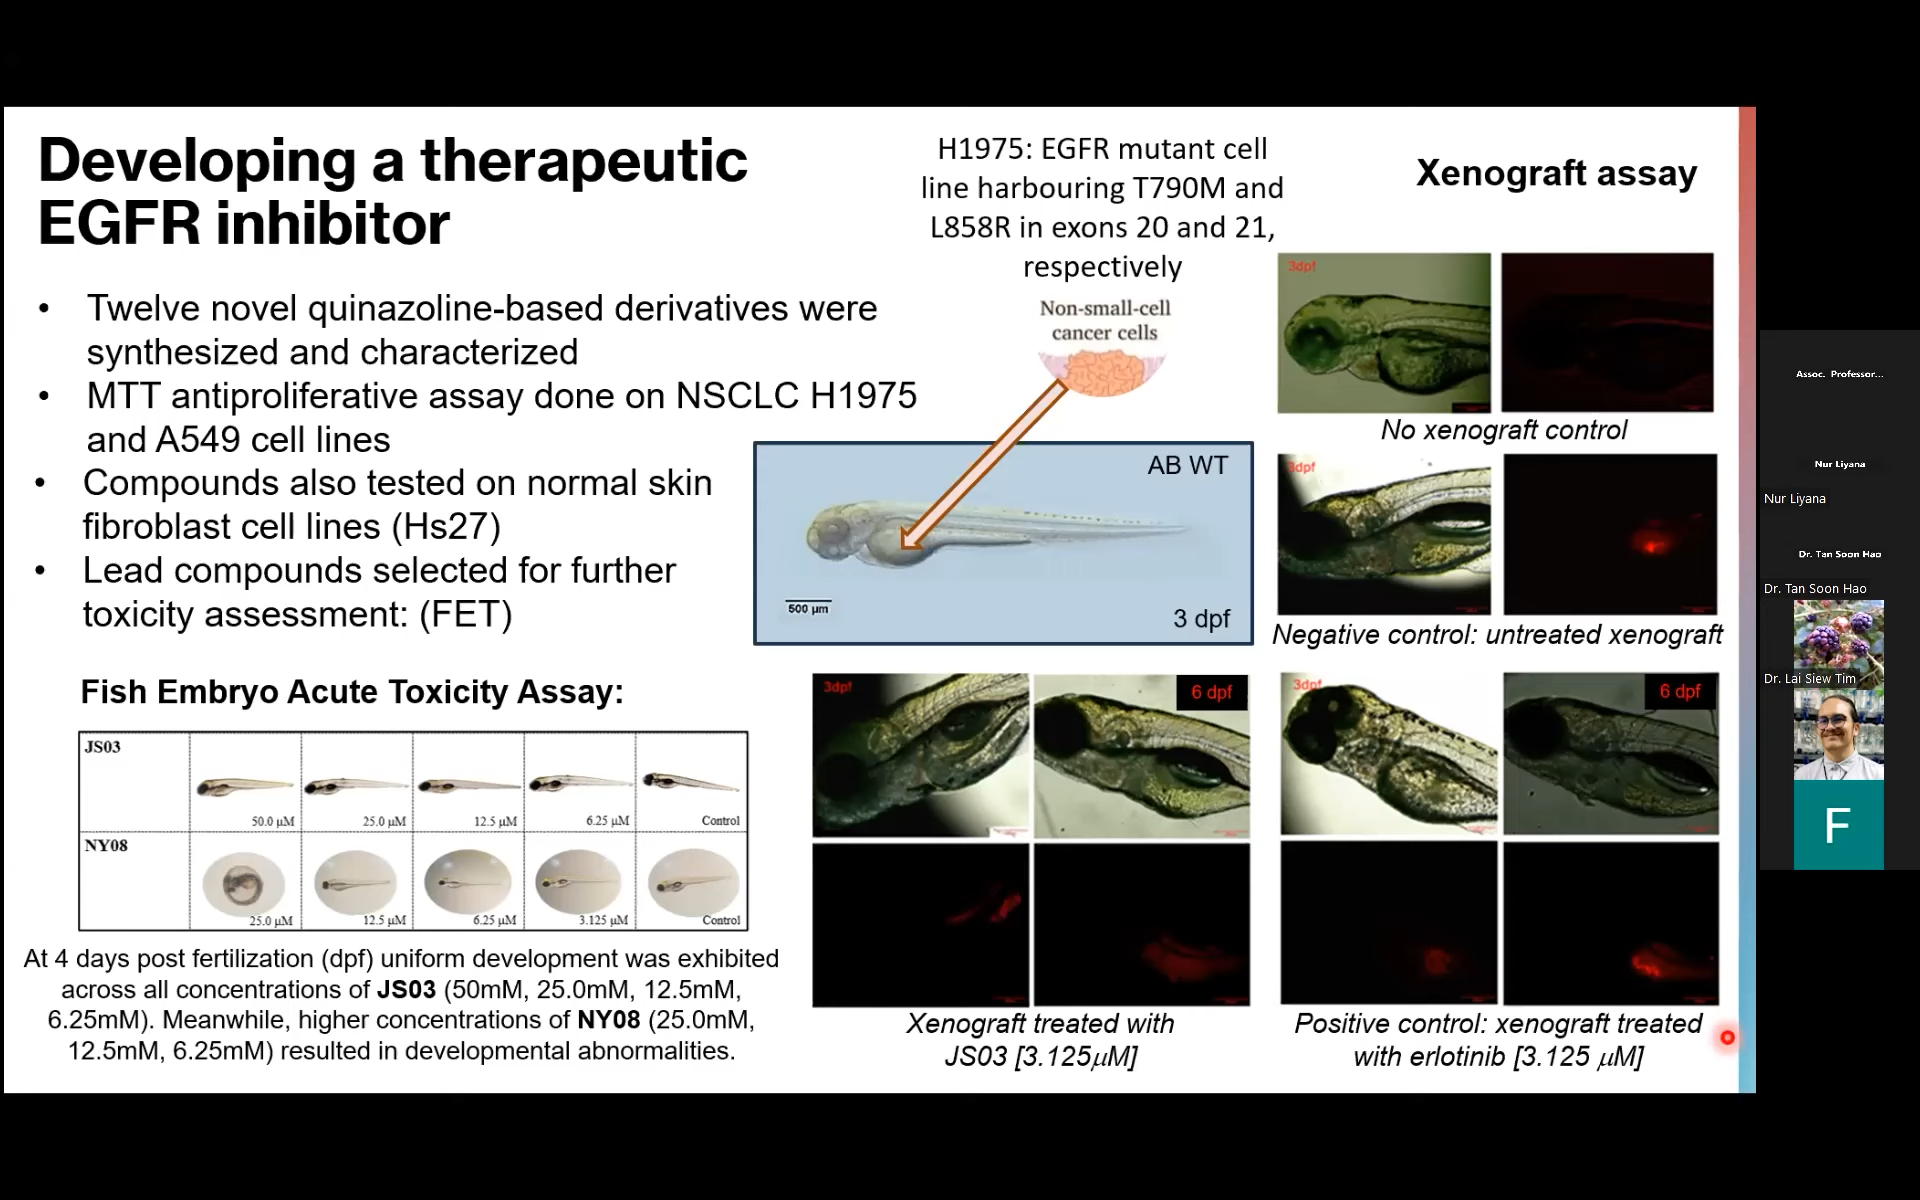 Developing a therapeutic
EGFR inhibitor
• Twelve novel quinazoline-based derivatives were
synthesized and characterized
• MTT antiproliferative assay done on NSCLC H1975
and A549 cell lines
• Compounds also tested on normal skin
fibroblast cell lines (Hs27)
• Lead compounds selected for further
toxicity assessment: (FET)
Fish Embryo Acute Toxicity Assay:
JS03
50.0 µM
25.0 µM
12.5 µM
6.25 µM
Control
NY08
25.0 µM
12.5 µM
6.25 µM
3.125 µM
Control
At 4 days post fertilization (dpf) uniform development was exhibited
across all concentrations of JS03 (50mM, 25.0mM, 12.5mM,
6.25mM). Meanwhile, higher concentrations of NY08 (25.0mM,
12.5mM, 6.25mM) resulted in developmental abnormalities.
H1975: EGFR mutant cell
line harbouring T790M and
L858R in exons 20 and 21,
respectively
Non-small-cell
cancer cells
AB WT
500 µm
3 dpf
Xenograft assay
3dpf
No xenograft control
3dpf
Negative control: untreated xenograft
3dpf
6 dpf
Xenograft treated with
JS03 [3.125µM]
3dpf
6 dpf
Positive control: xenograft treated
with erlotinib [3.125 µM]
Assoc. Professor...
Nur Liyana
Nur Liyana
Dr. Tan Soon Hao
Dr. Tan Soon Hao
Dr. Lai Siew Tim
F